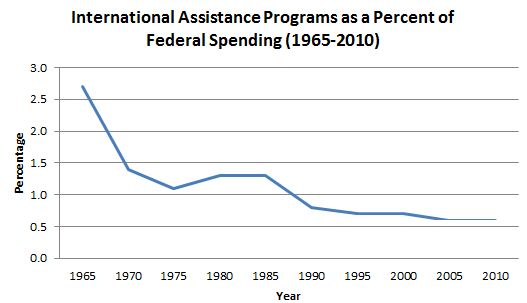 International Assistance Programs as a Percent of
Federal Spending (1965-2010)
3.0
2.5
2.0
1.5
1.0
0.5
0.0
Percentage
1965 1970 1975 1980 1985 1990 1995 2000 2005 2010
Year